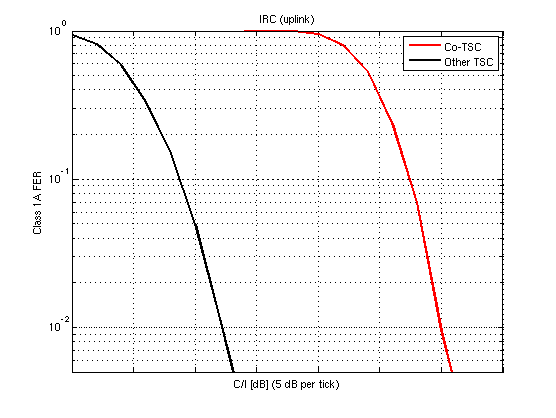 IRC (uplink)
10^0
Co-TSC
Other TSC
10^-1
Class 1A FER
10^-2
C/I [dB] (5 dB per tick)